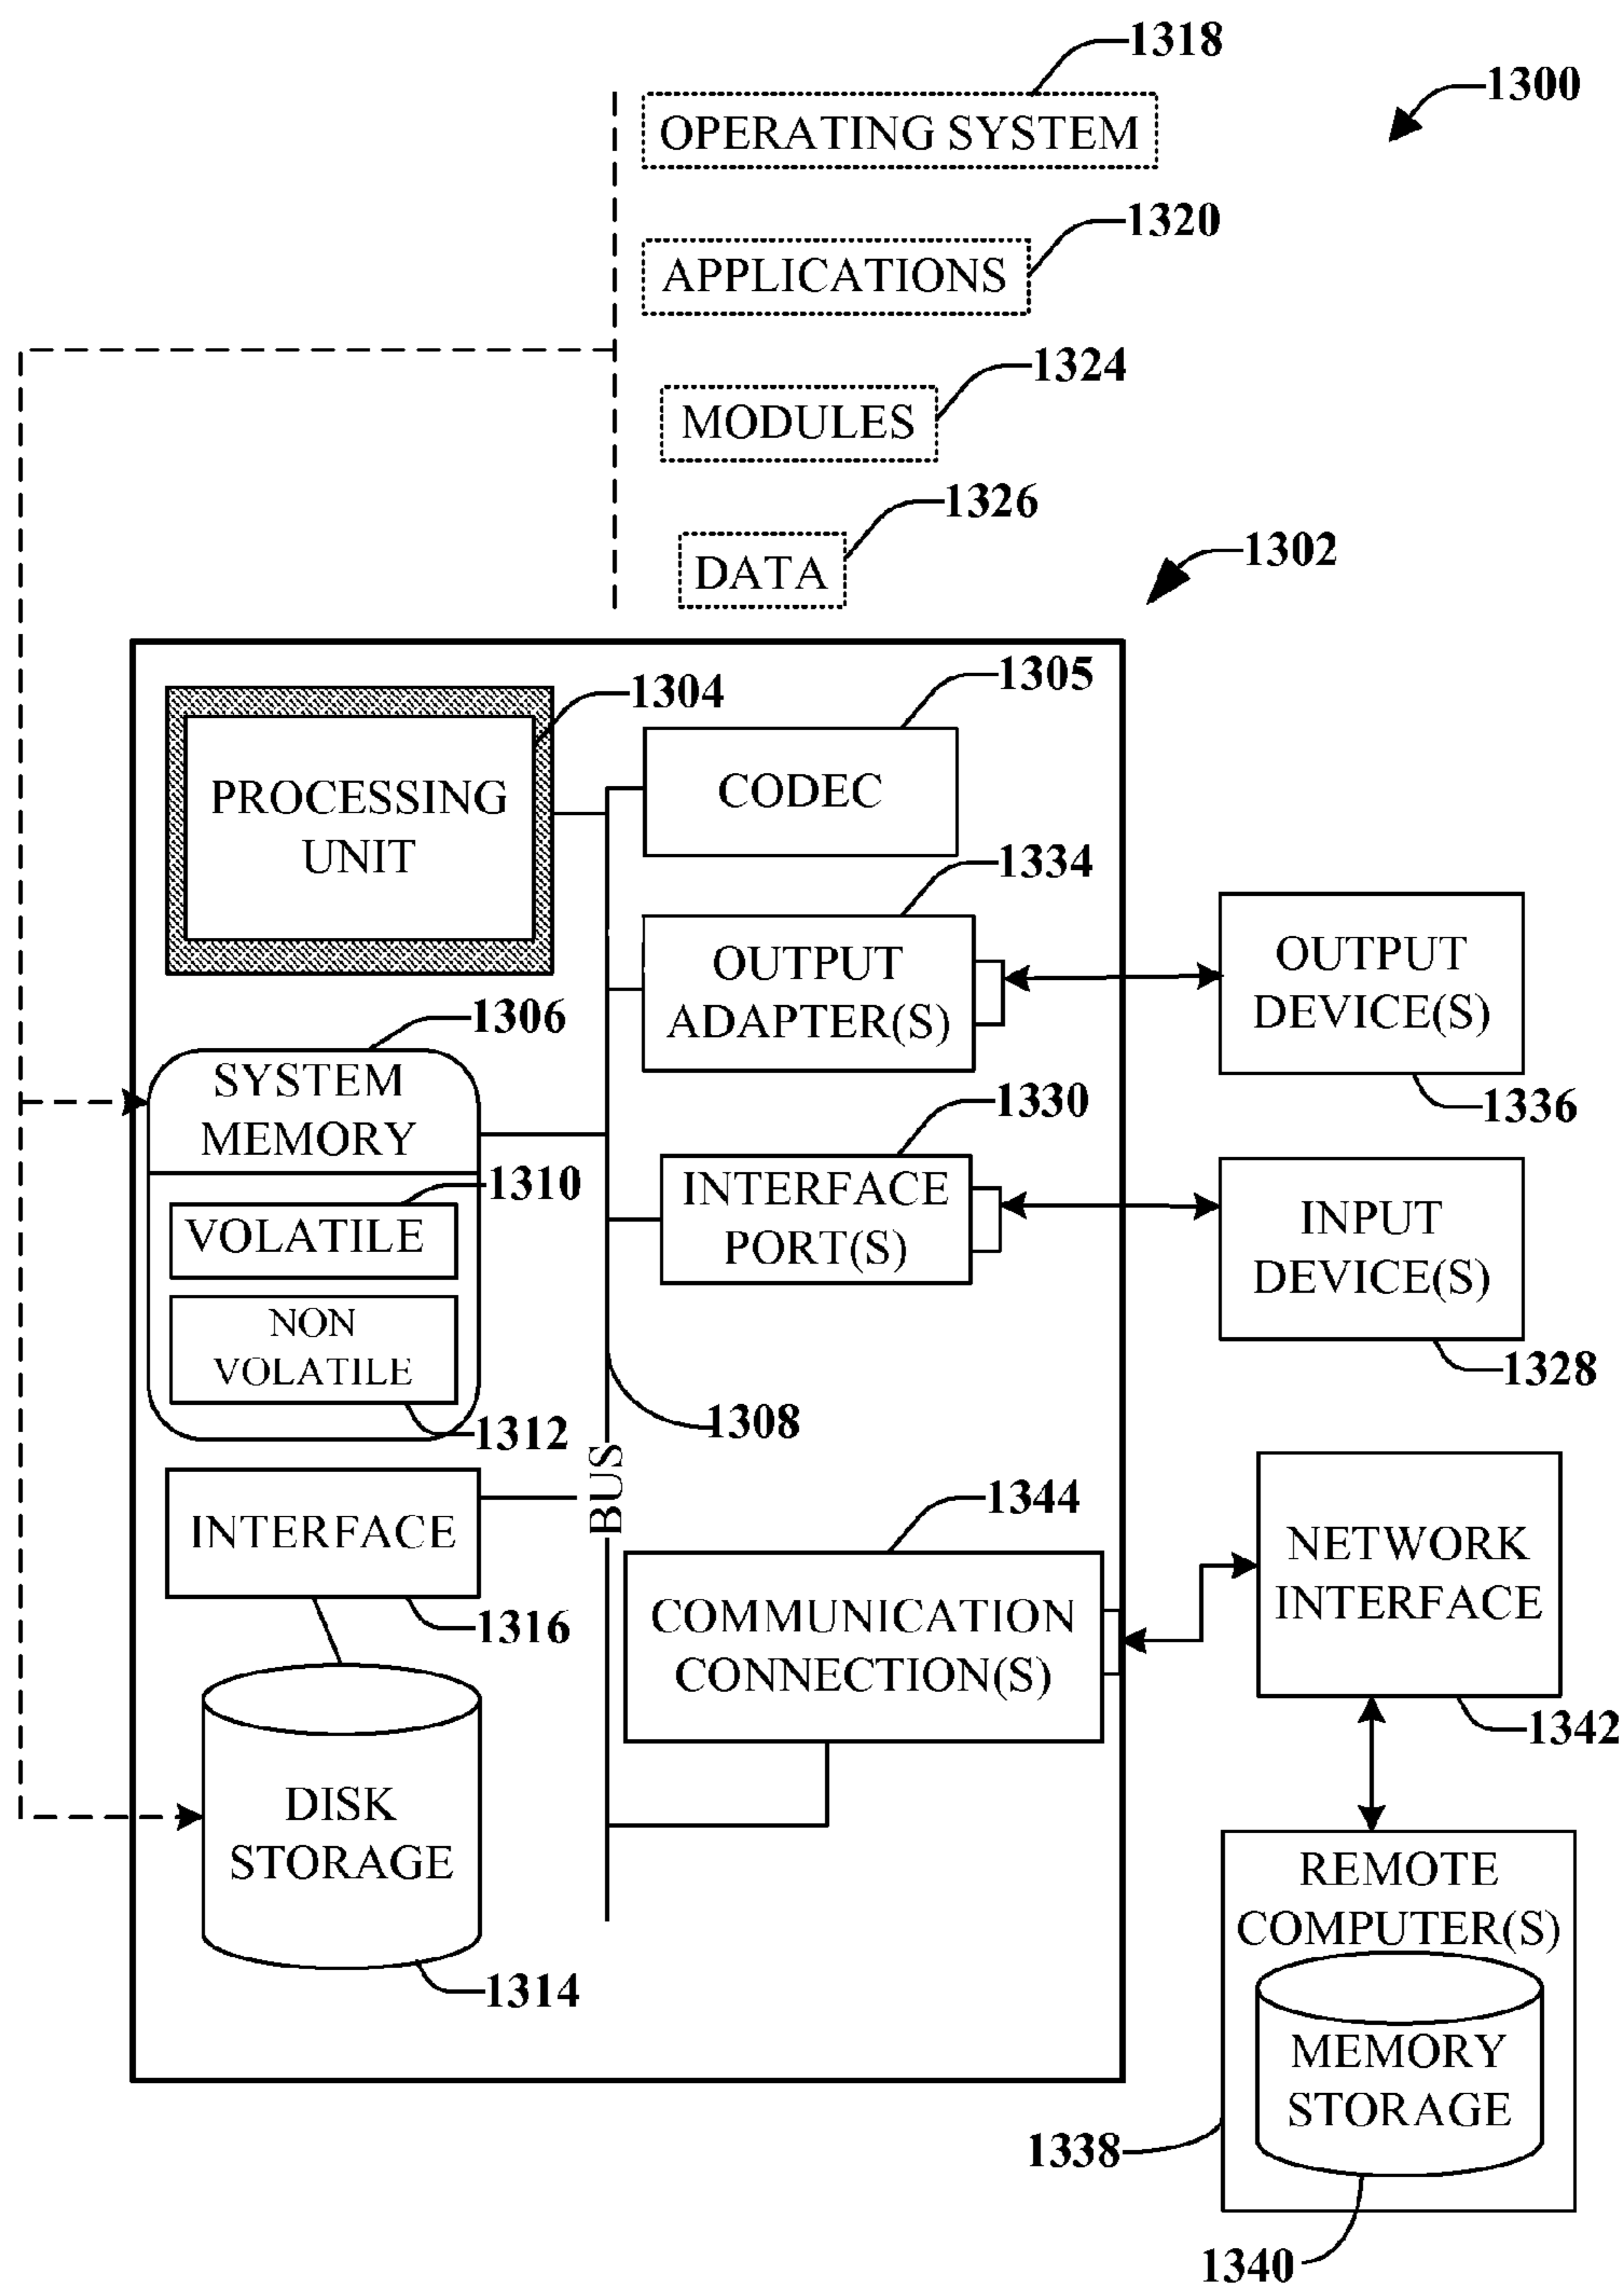 1318
1300
OPERATING SYSTEM
1320
APPLICATIONS
1324
MODULES
1326
1302
DATA
1305
1304
CODEC
PROCESSING
UNIT
1334
OUTPUT
ADAPTER(S)
OUTPUT
DEVICE(S)
1306
SYSTEM
MEMORY
1336
1330
1310
INTERFACE
PORT(S)
VOLATILE
INPUT
DEVICE(S)
NON
VOLATILE
1328
1312
1308
BUS
1344
INTERFACE
NETWORK
INTERFACE
1316
COMMUNICATION
CONNECTION(S)
1342
DISK
STORAGE
REMOTE
COMPUTER(S)
1314
MEMORY
STORAGE
1338
1340